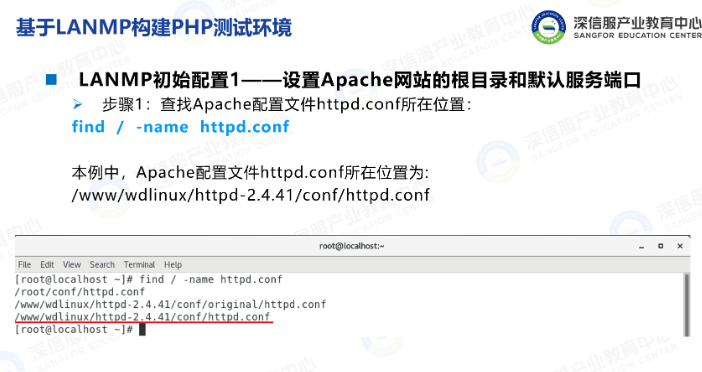 基于LANMP构建PHP测试环境
深信服产业教育中心
SANGFOR EDUCATION CENTER
LANMP初始配置1——设置Apache网站的根目录和默认服务端口
步骤1：查找Apache配置文件httpd.conf所在位置：
find / -name httpd.conf
本例中，Apache配置文件httpd.conf所在位置为:
/www/wdlinux/httpd-2.4.41/conf/httpd.conf
root@localhost:~
File Edit View Search Terminal Help
[root@localhost ~]# find / -name httpd.conf
/root/conf/httpd.conf
/www/wdlinux/httpd-2.4.41/conf/original/httpd.conf
/www/wdlinux/httpd-2.4.41/conf/httpd.conf
[root@localhost ~]#